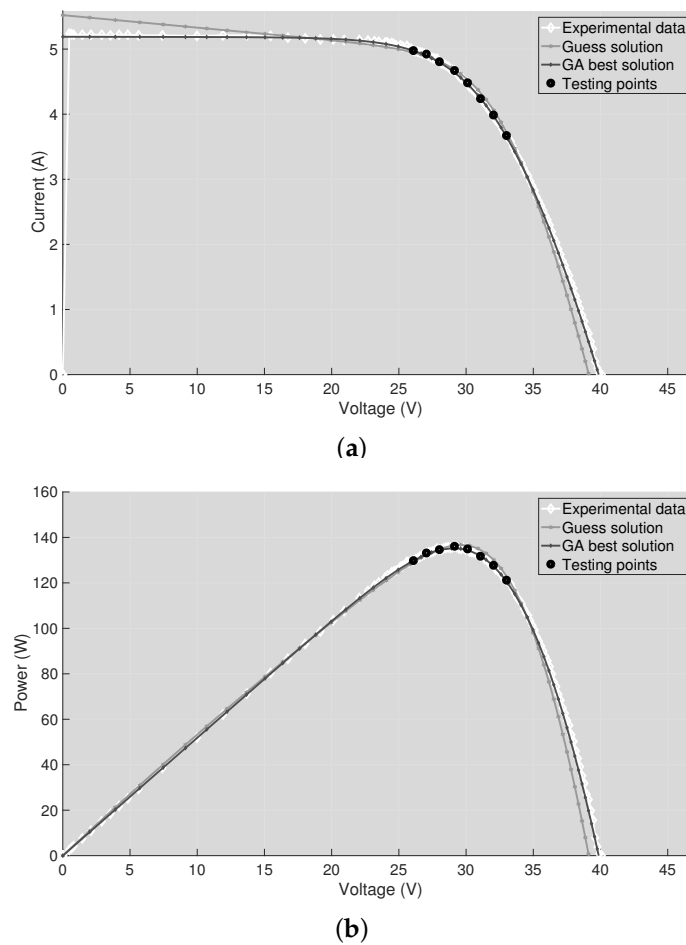 Experimental data
Guess solution
GA best solution
Testing points
5
4
3
2
1
0
Current (A)
0 5 10 15 20 25 30 35 40 45
Voltage (V)
(a)
160
140
120
100
80
60
40
20
0
Power (W)
Experimental data
Guess solution
GA best solution
Testing points
0 5 10 15 20 25 30 35 40 45
Voltage (V)
(b)